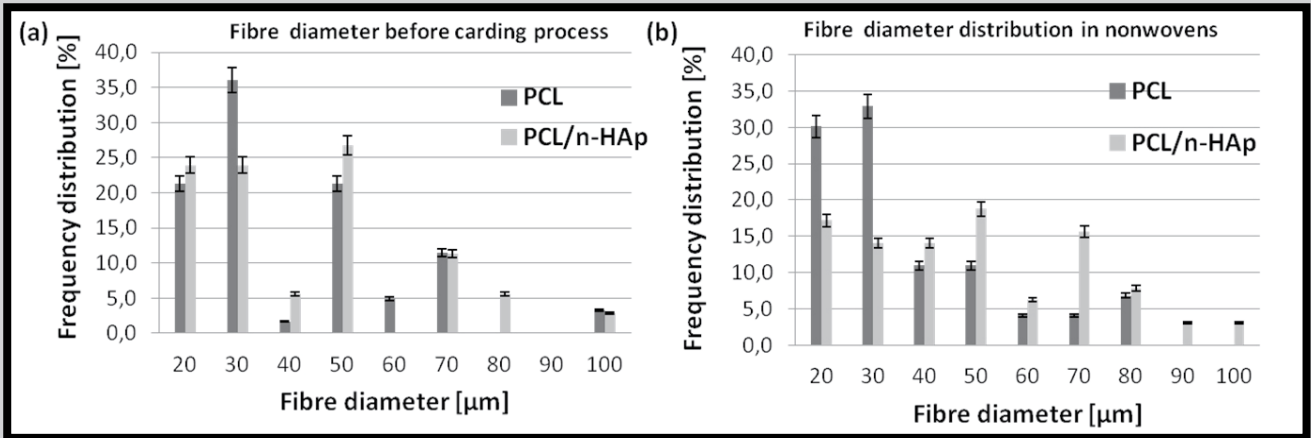 (a)
Fibre diameter before carding process
Frequency distribution [%]
40,0
35,0
30,0
25,0
20,0
15,0
10,0
5,0
0,0
PCL
PCL/n-HAp
20 30 40 50 60 70 80 90 100
Fibre diameter [µm]
(b)
Fibre diameter distribution in nonwovens
Frequency distribution [%]
40,0
35,0
30,0
25,0
20,0
15,0
10,0
5,0
0,0
PCL
PCL/n-HAp
20 30 40 50 60 70 80 90 100
Fibre diameter [µm]